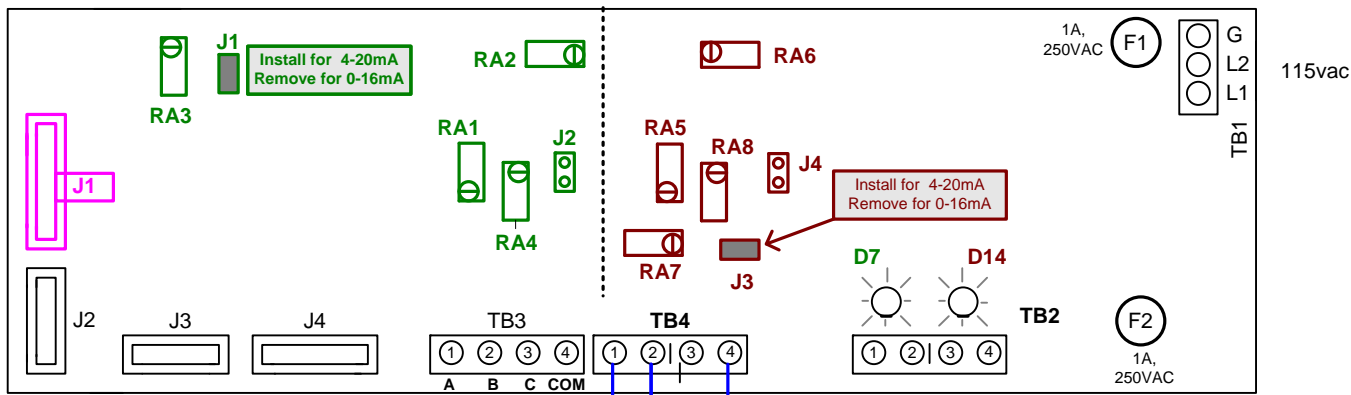 J1
Install for 4-20mA
Remove for 0-16mA
RA3
RA2
RA6
1A,
250VAC
F1
G
L2
L1
TB1
115vac
RA1
J2
RA4
RA5
RA8
J4
Install for 4-20mA
Remove for 0-16mA
RA7
J3
J1
J2
J3
J4
D7
D14
TB3
1 2 3 4
A B C COM
TB4
1 2 3 4
TB2
1 2 3 4
F2
1A,
250VAC